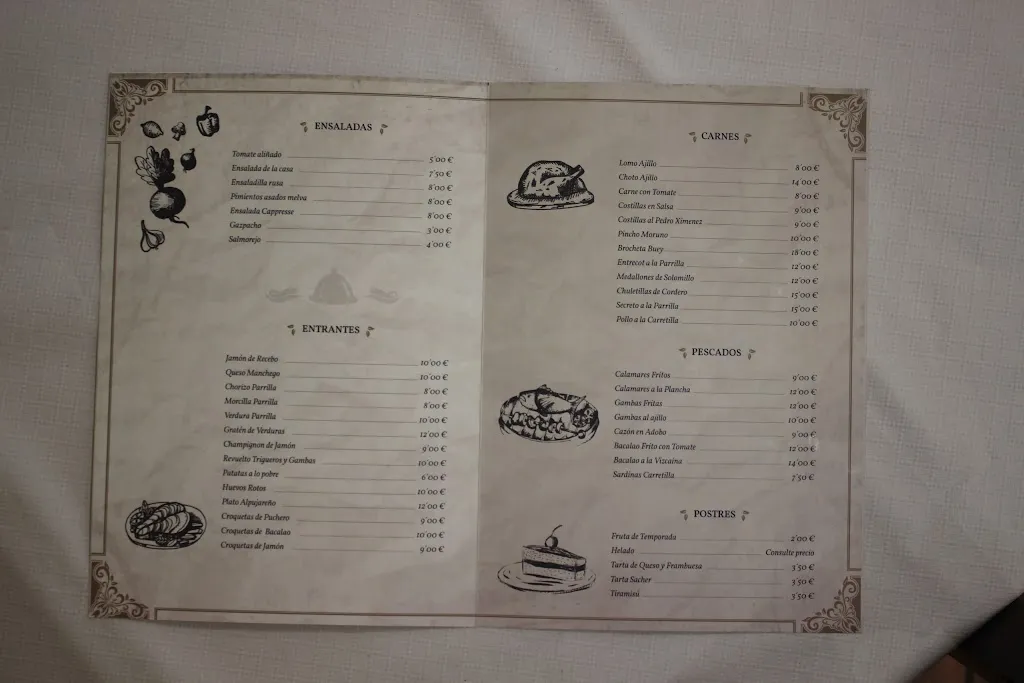 ENSALADAS
Tomate aliñado 5'00 €
Ensalada de la casa 7'50 €
Ensaladilla rusa 8'00 €
Pimientos asados melva 8'00 €
Ensalada Cappresse 8'00 €
Gazpacho 3'00 €
Salmorejo 4'00 €
ENTRANTES
Jamón de Recebo 10'00 €
Queso Manchego 10'00 €
Chorizo Parrilla 8'00 €
Morcilla Parrilla 8'00 €
Verdura Parrilla 10'00 €
Gratén de Verduras 12'00 €
Champignon de Jamón 9'00 €
Revuelto Trigueros y Gambas 10'00 €
Patatas a lo pobre 6'00 €
Huevos Rotos 10'00 €
Plato Alpujareño 12'00 €
Croquetas de Puchero 9'00 €
Croquetas de Bacalao 10'00 €
Croquetas de Jamón 9'00 €
CARNES
Lomo Ajillo 8'00 €
Choto Ajillo 14'00 €
Carne con Tomate 8'00 €
Costillas en Salsa 9'00 €
Costillas al Pedro Ximenez 9'00 €
Pincho Moruno 10'00 €
Brocheta Buey 18'00 €
Entrecot a la Parrilla 12'00 €
Medallones de Solomillo 12'00 €
Chuletillas de Cordero 15'00 €
Secreto a la Parrilla 15'00 €
Pollo a la Carretilla 10'00 €
PESCADOS
Calamares Fritos 9'00 €
Calamares a la Plancha 12'00 €
Gambas Fritas 12'00 €
Gambas al ajillo 10'00 €
Cazón en Adobo 9'00 €
Bacalao Frito con Tomate 12'00 €
Bacalao a la Vizcaina 14'00 €
Sardinas Carretilla 7'50 €
POSTRES
Fruta de Temporada 2'00 €
Helado Consulte precio
Tarta de Queso y Frambuesa 3'50 €
Tarta Sacher 3'50 €
Tiramisú 3'50 €